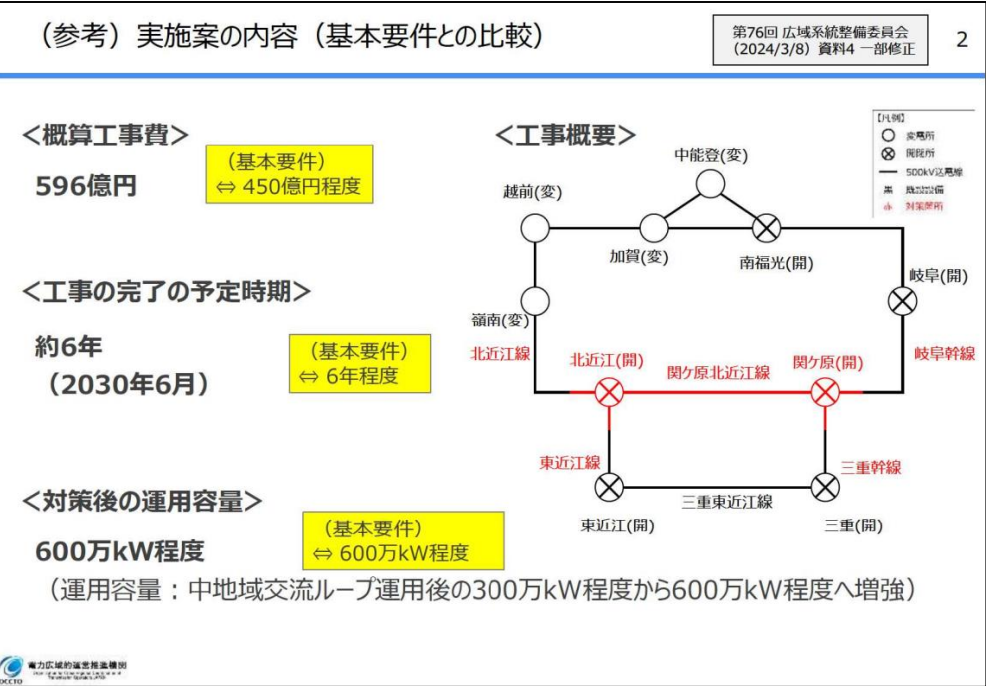 (参考)実施案の内容(基本要件との比較)
第76回 広域系統整備委員会
(2024/3/8)資料4 一部修正
2
<概算工事費>
596億円
(基本要件)
⇔ 450億円程度
<工事の完了の予定時期>
約6年
(2030年6月)
(基本要件)
⇔ 6年程度
<対策後の運用容量>
600万kW程度
(基本要件)
⇔ 600万kW程度
(運用容量:中地域交流ループ運用後の300万kW程度から600万kW程度へ増強)
<工事概要>
【凡例】
変電所
開閉所
500kV送電線
黒 既設設備
赤 対策箇所
中能登(変)
越前(変)
加賀(変)
南福光(開)
岐阜(開)
嶺南(変)
北近江線
北近江(開)
関ケ原北近江線
関ケ原(開)
岐阜幹線
東近江線
三重幹線
三重東近江線
東近江(開)
三重(開)
電力広域的運営推進機関
OCCTO